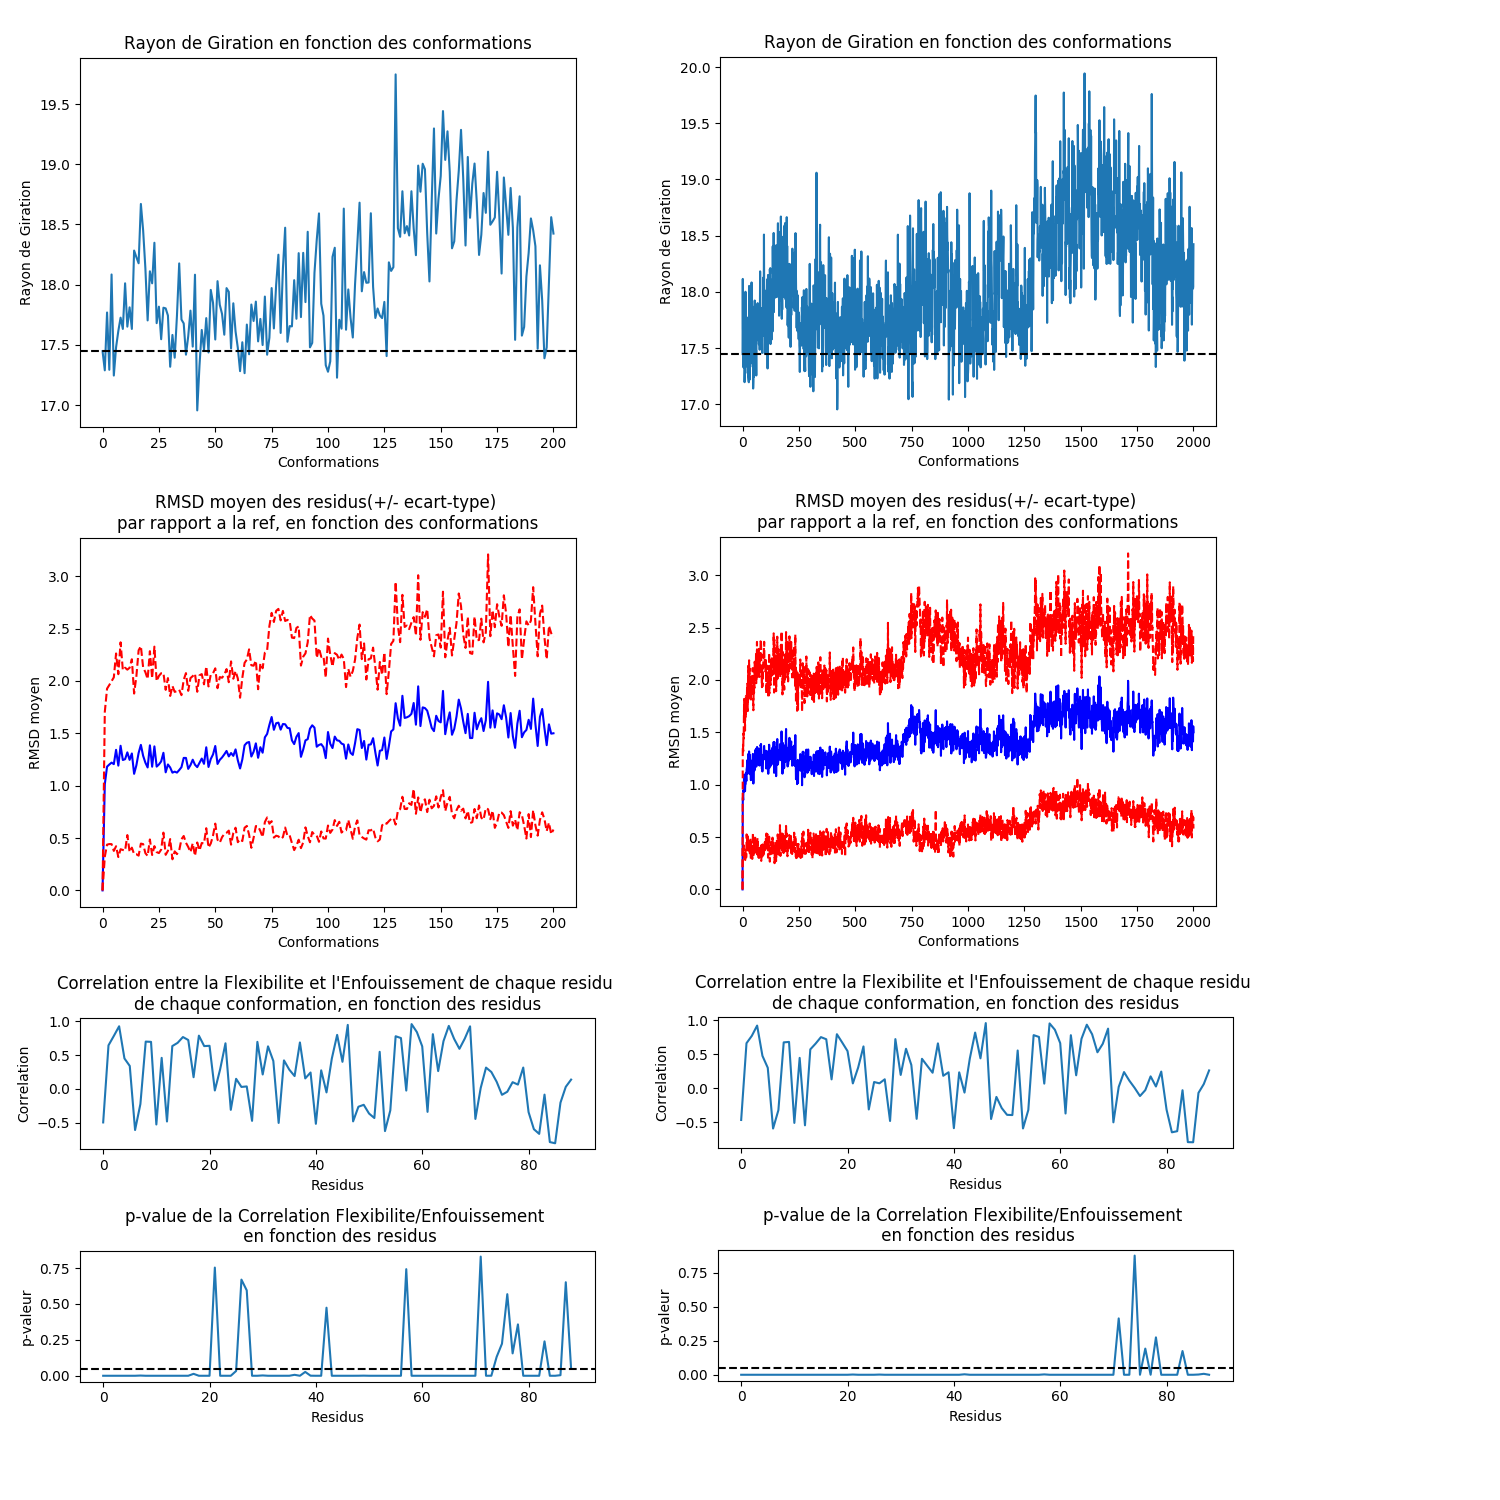 Rayon de Giration en fonction des conformations
Rayon de Giration
19.5
19.0
18.5
18.0
17.5
17.0
0 25 50 75 100 125 150 175 200
Conformations
Rayon de Giration en fonction des conformations
Rayon de Giration
20.0
19.5
19.0
18.5
18.0
17.5
17.0
0 250 500 750 1000 1250 1500 1750 2000
Conformations
RMSD moyen des residus(+/- ecart-type)
par rapport a la ref, en fonction des conformations
RMSD moyen
3.0
2.5
2.0
1.5
1.0
0.5
0.0
0 25 50 75 100 125 150 175 200
Conformations
RMSD moyen des residus(+/- ecart-type)
par rapport a la ref, en fonction des conformations
RMSD moyen
3.0
2.5
2.0
1.5
1.0
0.5
0.0
0 250 500 750 1000 1250 1500 1750 2000
Conformations
Correlation entre la Flexibilite et l'Enfouissement de chaque residu
de chaque conformation, en fonction des residus
Correlation
1.0
0.5
0.0
−0.5
0 20 40 60 80
Residus
Correlation entre la Flexibilite et l'Enfouissement de chaque residu
de chaque conformation, en fonction des residus
Correlation
1.0
0.5
0.0
−0.5
0 20 40 60 80
Residus
p-value de la Correlation Flexibilite/Enfouissement
en fonction des residus
p-valeur
0.75
0.50
0.25
0.00
0 20 40 60 80
Residus
p-value de la Correlation Flexibilite/Enfouissement
en fonction des residus
p-valeur
0.75
0.50
0.25
0.00
0 20 40 60 80
Residus